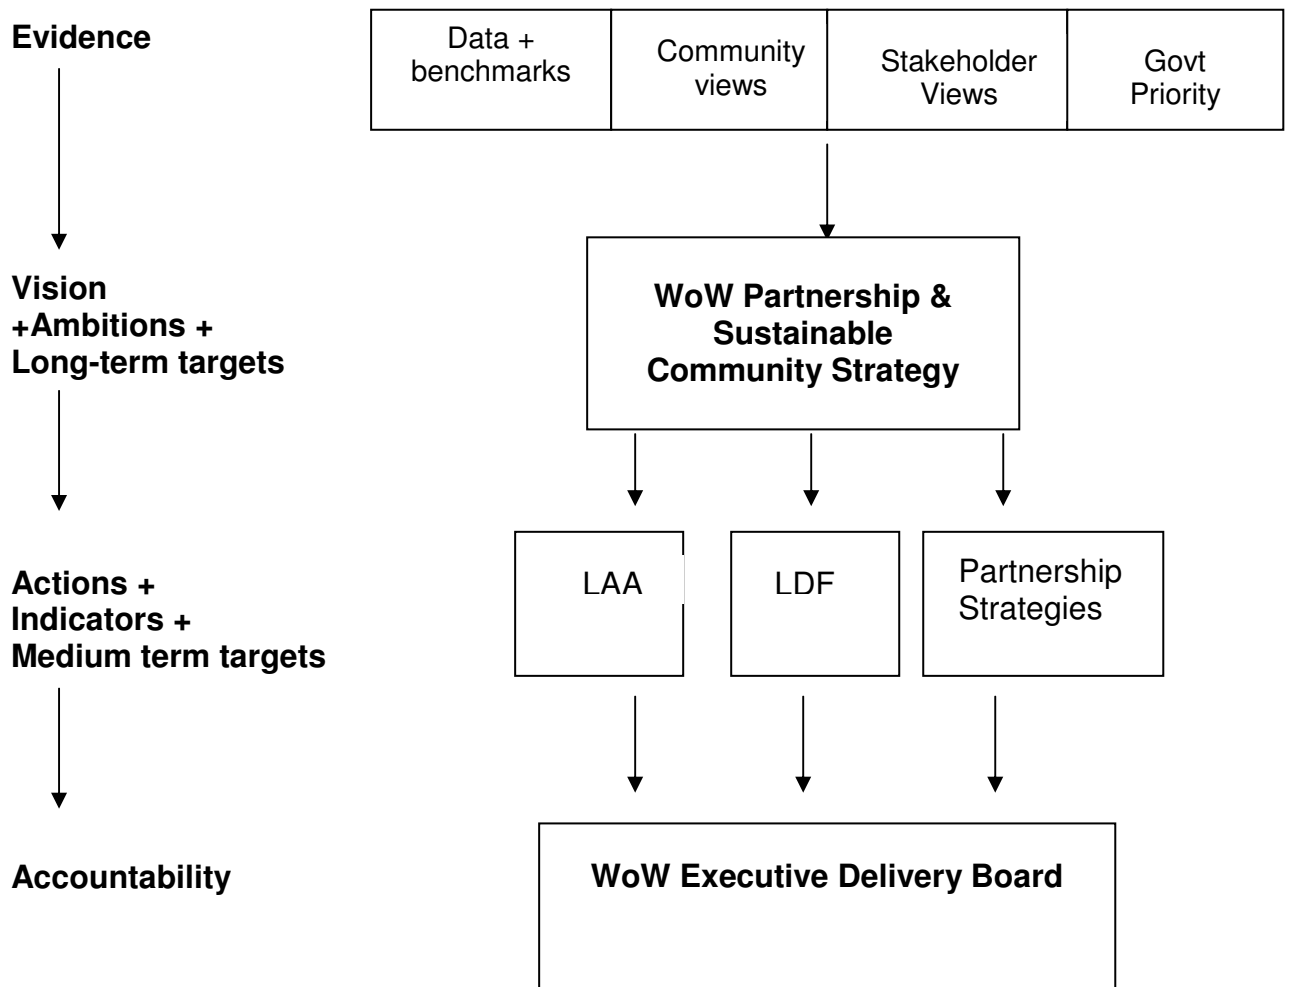 Evidence
Data +
benchmarks
Community
views
Stakeholder
Views
Govt
Priority
Vision
+Ambitions +
Long-term targets
WoW Partnership &
Sustainable
Community Strategy
Actions +
Indicators +
Medium term targets
LAA
LDF
Partnership
Strategies
Accountability
WoW Executive Delivery Board